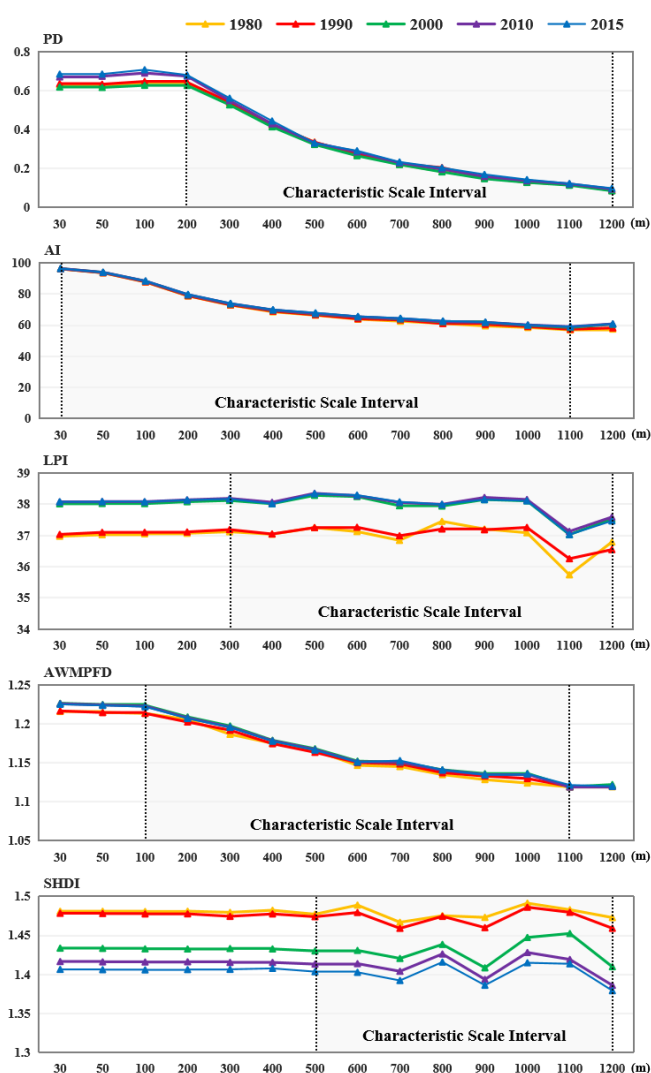 1980 1990 2000 2010 2015
PD
0.8
0.6
0.4
0.2
0
Characteristic Scale Interval
30 50 100 200 300 400 500 600 700 800 900 1000 1100 1200 (m)
AI
100
80
60
40
20
0
Characteristic Scale Interval
30 50 100 200 300 400 500 600 700 800 900 1000 1100 1200 (m)
LPI
39
38
37
36
35
34
Characteristic Scale Interval
30 50 100 200 300 400 500 600 700 800 900 1000 1100 1200 (m)
AWMPFD
1.25
1.2
1.15
1.1
1.05
Characteristic Scale Interval
30 50 100 200 300 400 500 600 700 800 900 1000 1100 1200 (m)
SHDI
1.5
1.45
1.4
1.35
1.3
Characteristic Scale Interval
30 50 100 200 300 400 500 600 700 800 900 1000 1100 1200 (m)